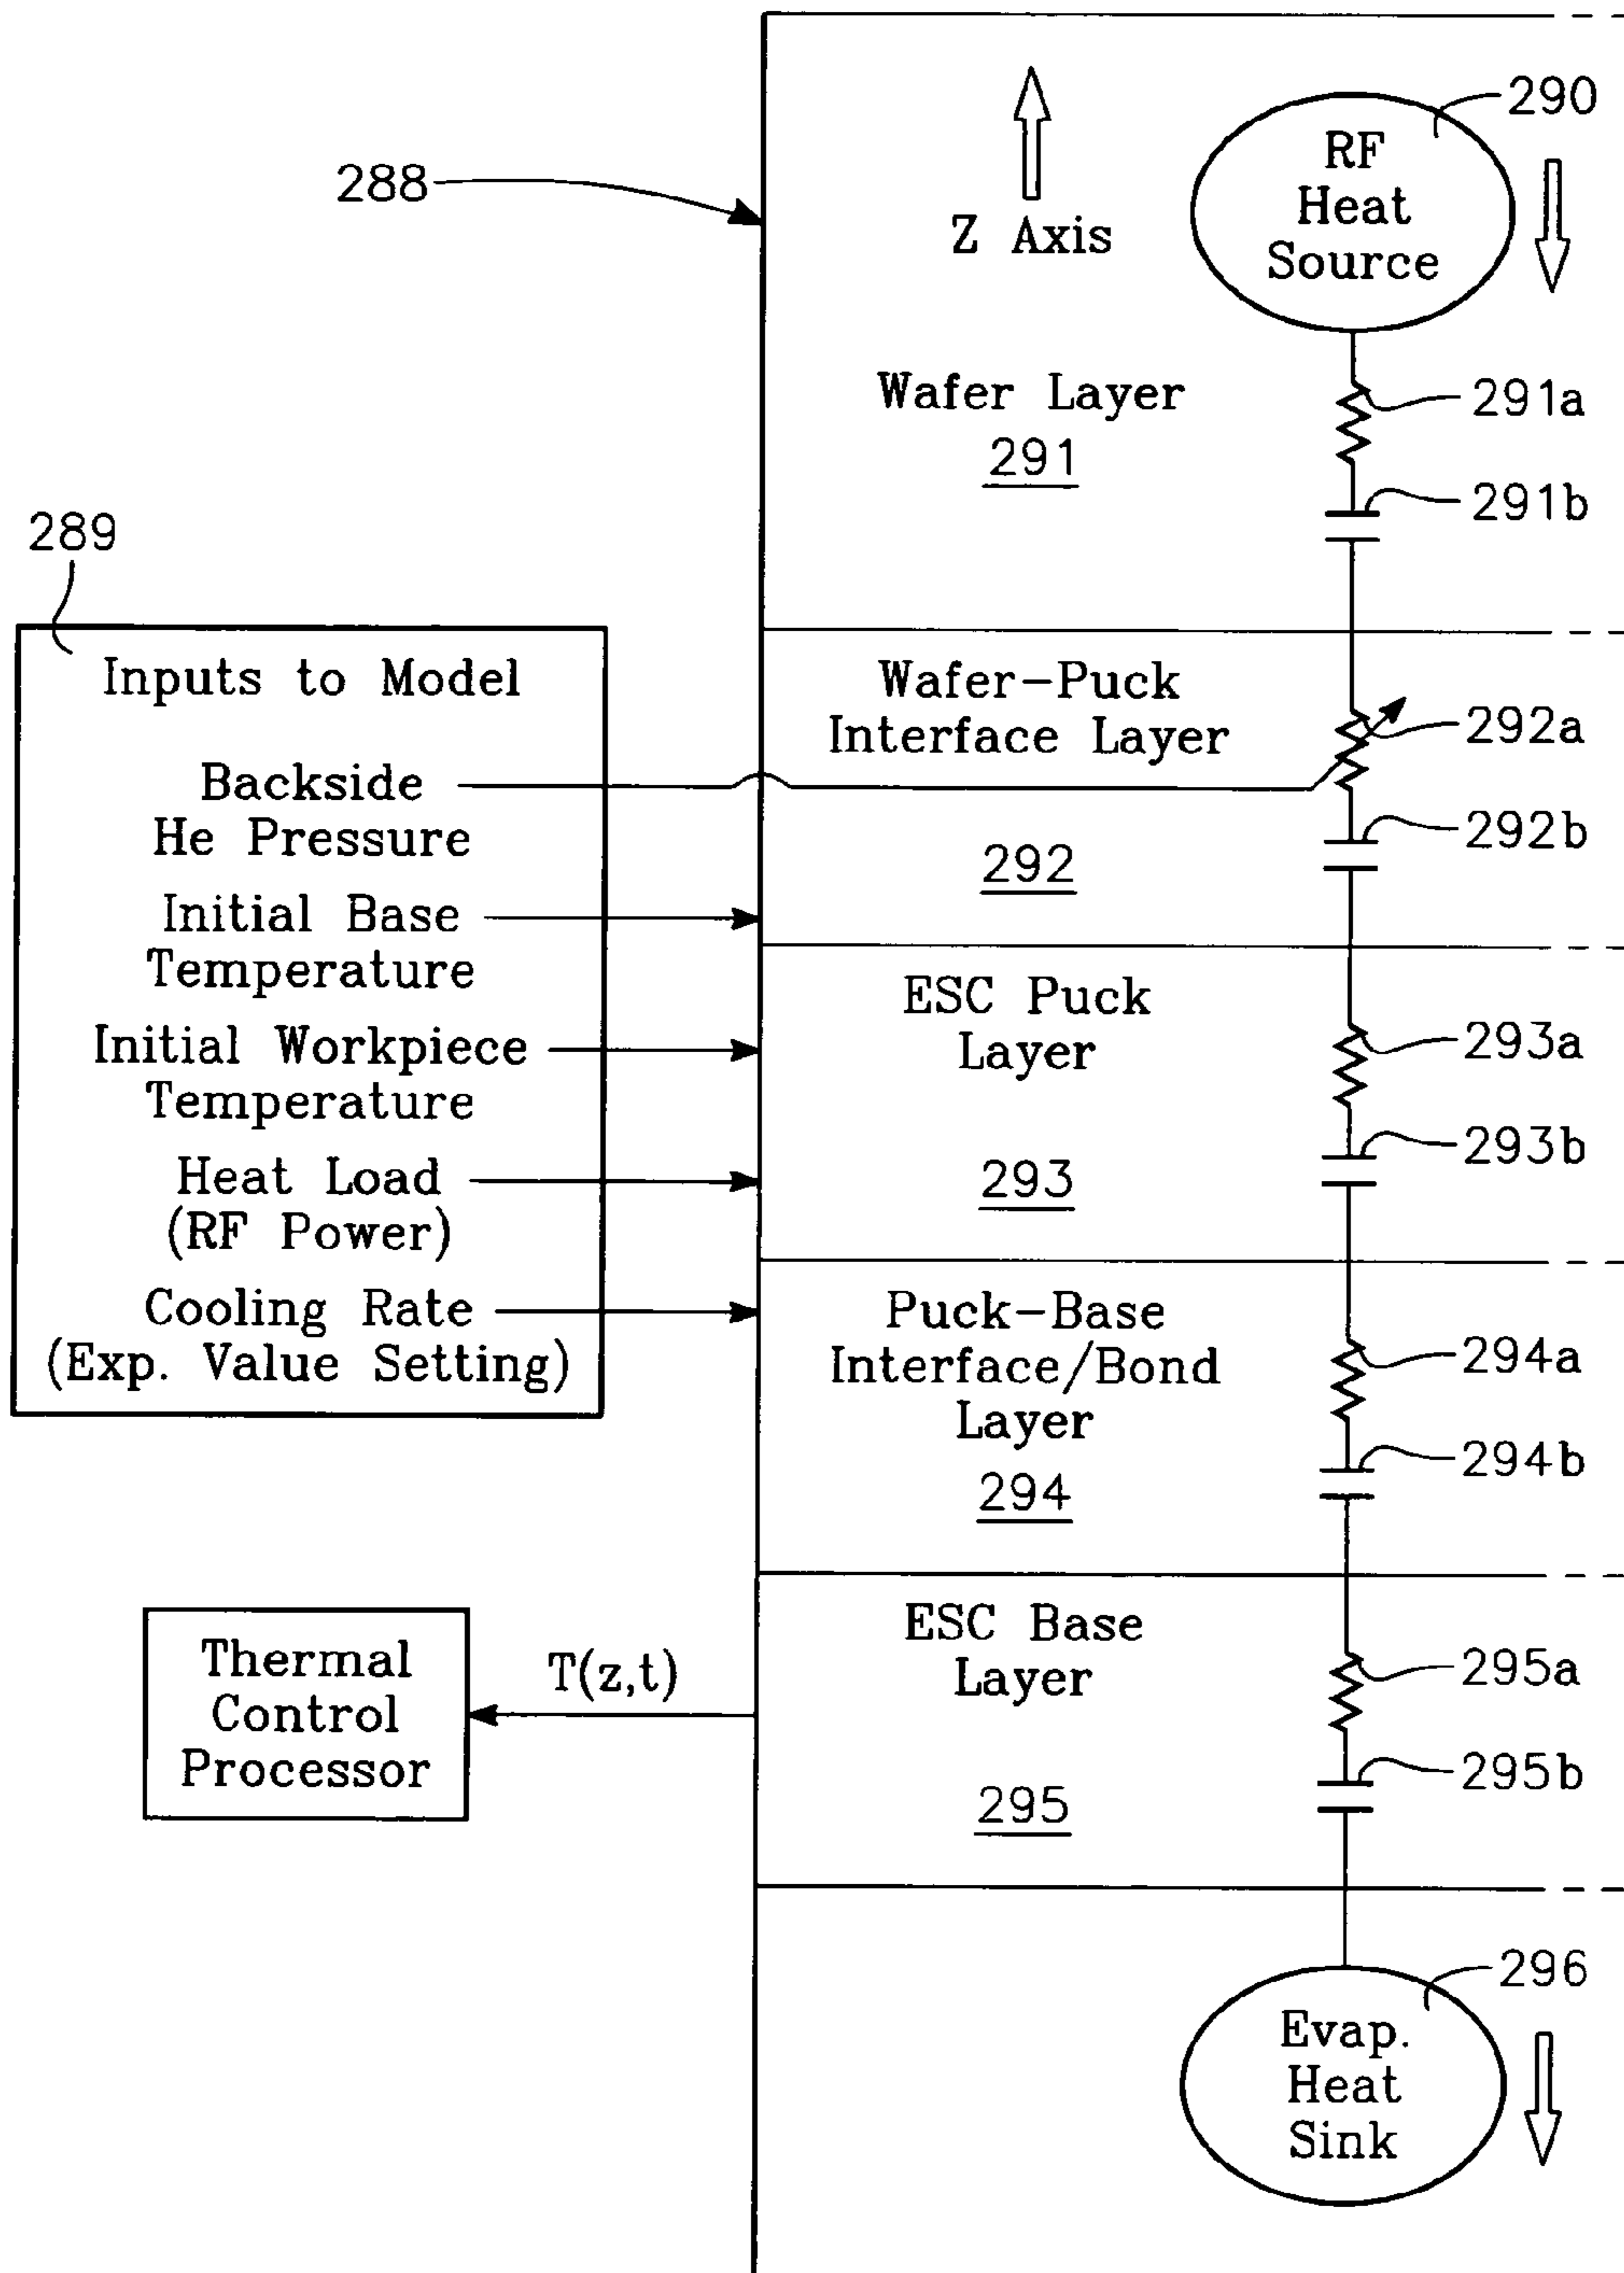 290
RF
Heat
Source
288
Z Axis
291a
Wafer Layer
291
291b
289
Inputs to Model
Backside
He Pressure
Initial Base
Temperature
Initial Workpiece
Temperature
Heat Load
(RF Power)
Cooling Rate
(Exp. Value Setting)
Wafer-Puck
Interface Layer
292a
292
292b
ESC Puck
Layer
293a
293
293b
Puck-Base
Interface/Bond
Layer
294
294a
294b
ESC Base
Layer
295a
295
295b
Thermal
Control
Processor
T(z,t)
296
Evap.
Heat
Sink